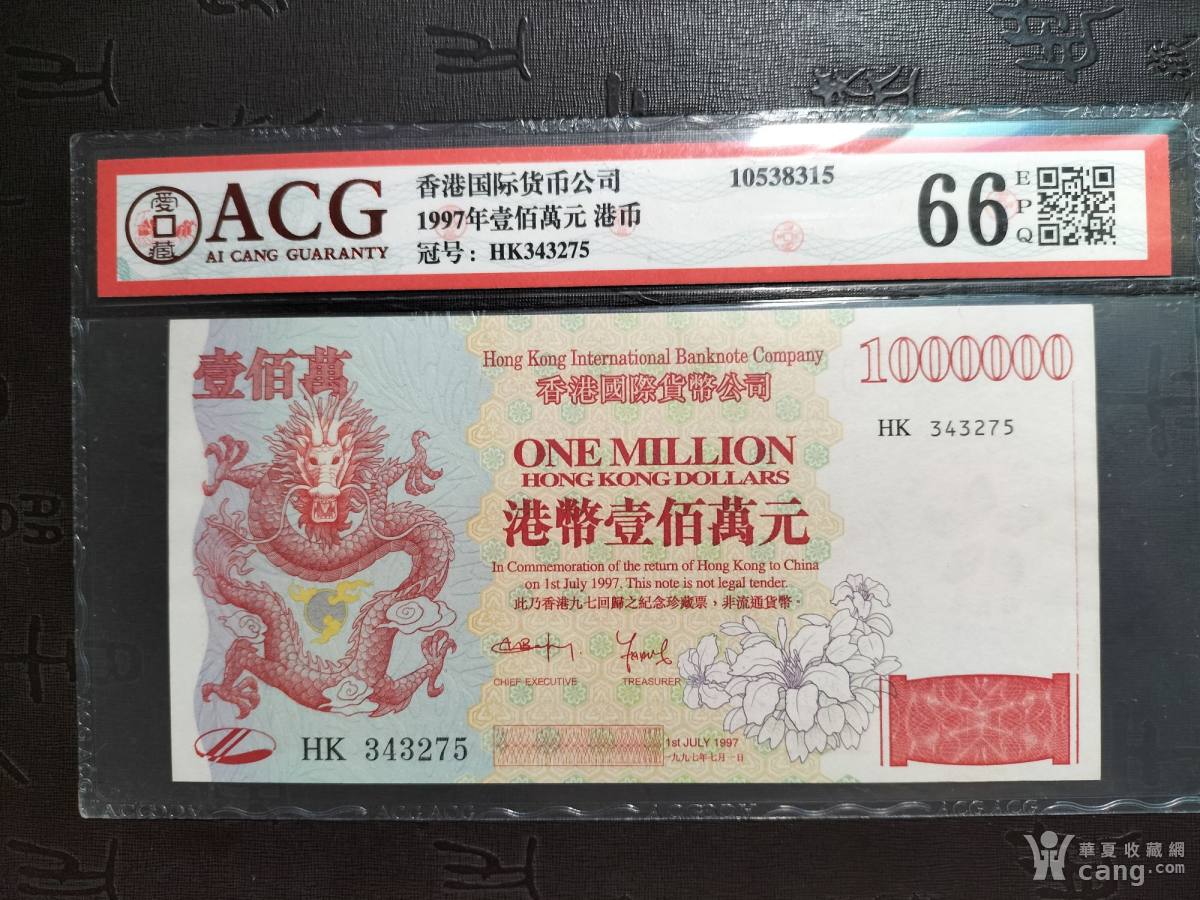 愛藏
ACG
AI CANG GUARANTY
香港国际货币公司
1997年壹佰萬元 港币
冠号: HK343275
10538315
66
E
P
Q
壹佰萬
Hong Kong International Banknote Company
香港國際貨幣公司
1000000
HK 343275
ONE MILLION
HONG KONG DOLLARS
港幣壹佰萬元
In Commemoration of the return of Hong Kong to China
on 1st July 1997. This note is not legal tender.
此乃香港九七回歸之紀念珍藏票，非流通貨幣。
CHIEF EXECUTIVE
TREASURER
HK 343275
1st JULY 1997
一九九七年七月一日
華夏收藏網
cang.com